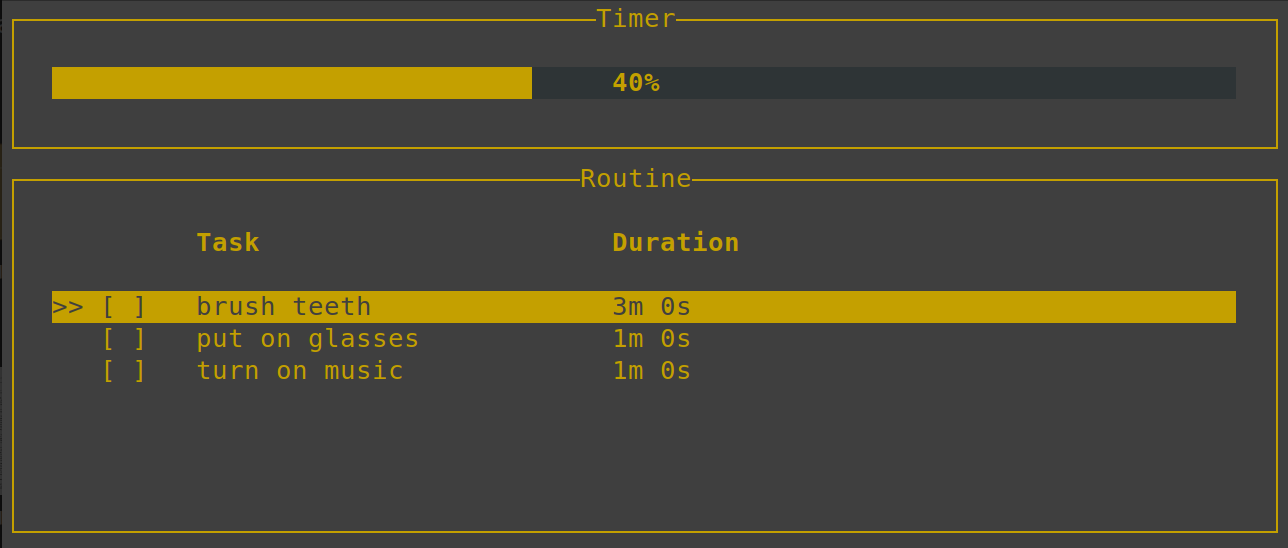 Timer
40%
Routine
Task Duration
>> [ ] brush teeth 3m 0s
[ ] put on glasses 1m 0s
[ ] turn on music 1m 0s